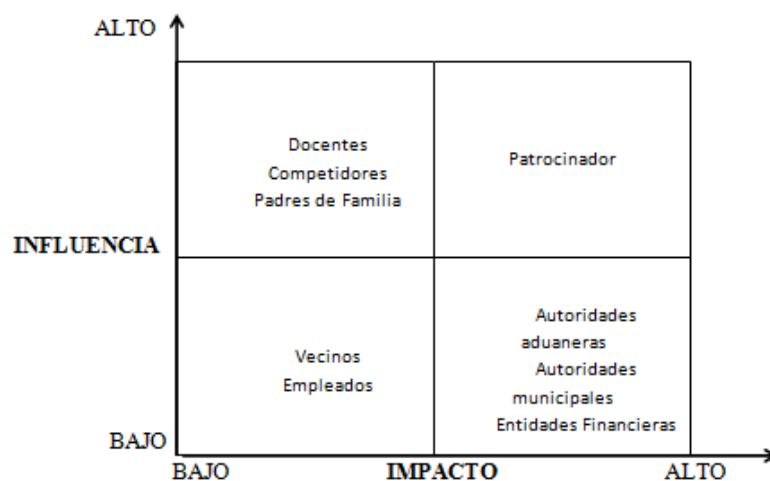 ALTO
Docentes
Competidores
Padres de Familia
Patrocinador
INFLUENCIA
Vecinos
Empleados
Autoridades
aduaneras
Autoridades
municipales
Entidades Financieras
BAJO
BAJO IMPACTO ALTO